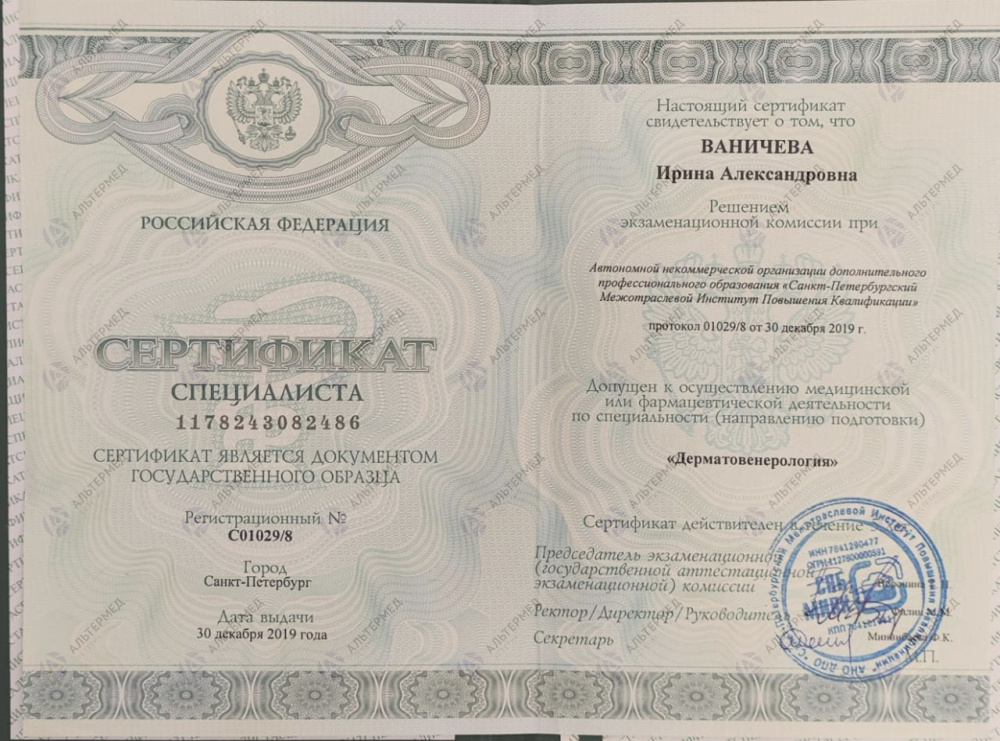 РОССИЙСКАЯ ФЕДЕРАЦИЯ
СЕРТИФИКАТ
СПЕЦИАЛИСТА
1178243082486
СЕРТИФИКАТ ЯВЛЯЕТСЯ ДОКУМЕНТОМ
ГОСУДАРСТВЕННОГО ОБРАЗЦА
Регистрационный №
С01029/8
Город
Санкт-Петербург
Дата выдачи
30 декабря 2019 года
Настоящий сертификат
свидетельствует о том, что
ВАНИЧЕВА
Ирина Александровна
Решением
экзаменационной комиссии при
Автономной некоммерческой организации дополнительного
профессионального образования «Санкт-Петербургский
Межотраслевой Институт Повышения Квалификации»
протокол 01029/8 от 30 декабря 2019 г.
Допущен к осуществлению медицинской
или фармацевтической деятельности
по специальности (направлению подготовки)
«Дерматовенерология»
Сертификат действителен в течение
Председатель экзаменационной
(государственной аттестационной
экзаменационной) комиссии
Ректор/Директор/Руководитель
Секретарь
М.П.
ИНН 7841290477
АЛЬТЕРМЕД